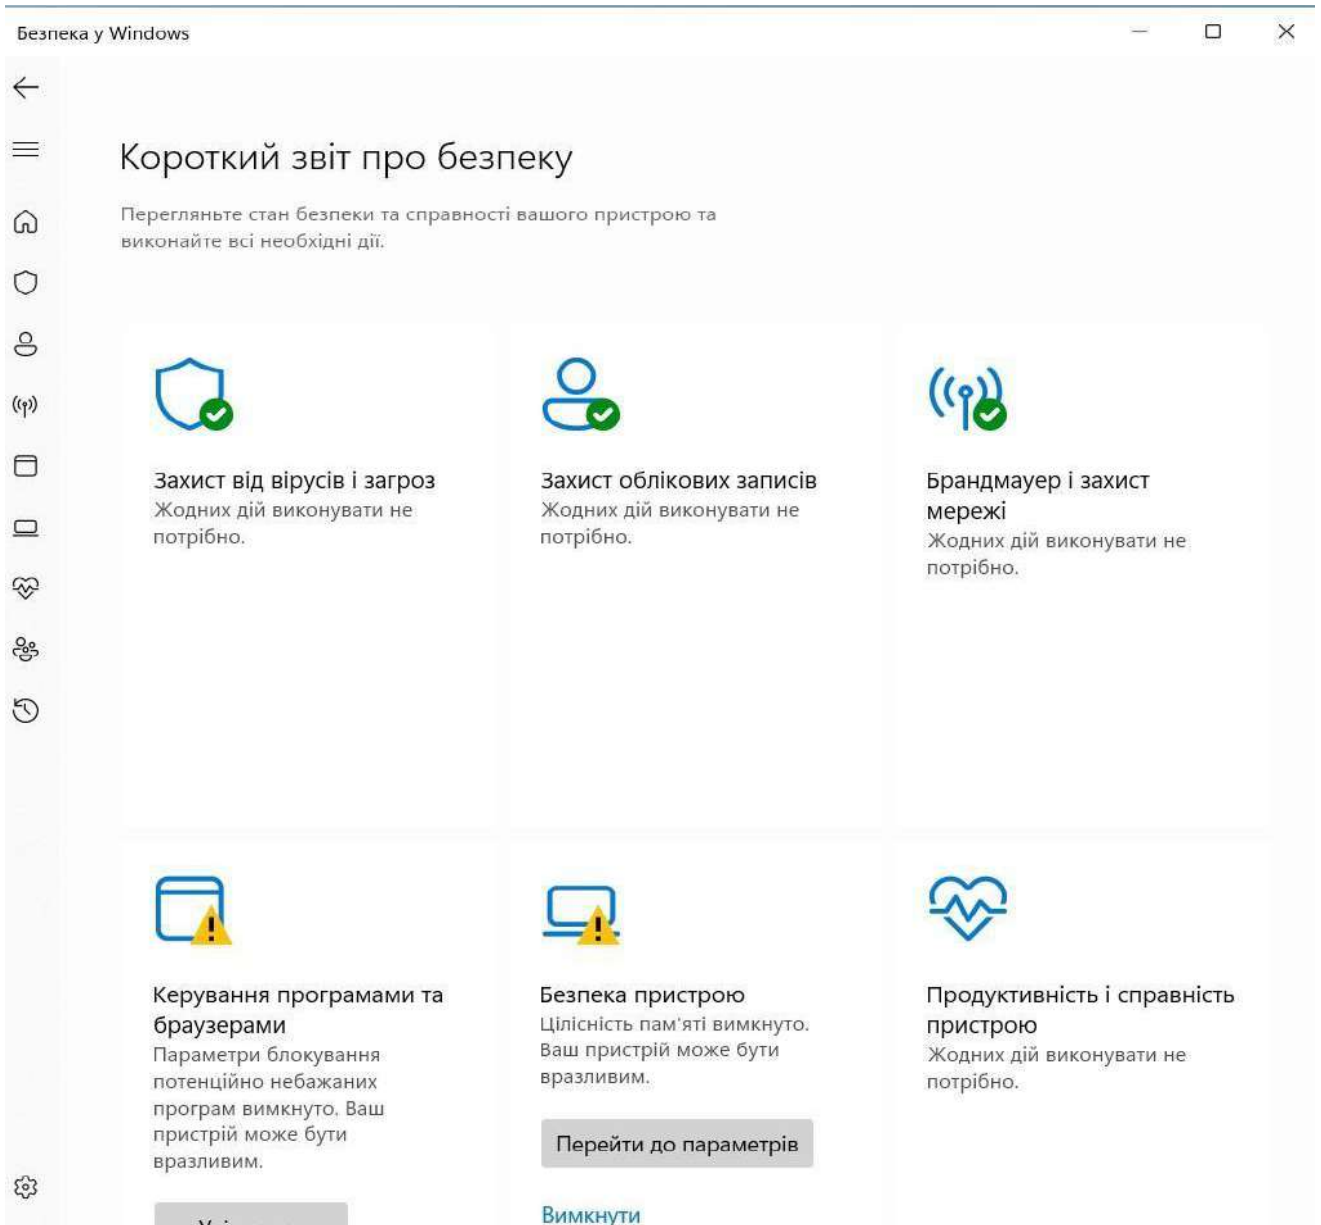 Безпека у Windows
Короткий звіт про безпеку
Перегляньте стан безпеки та справності вашого пристрою та
виконайте всі необхідні дії.
Захист від вірусів і загроз
Жодних дій виконувати не
потрібно.
Захист облікових записів
Жодних дій виконувати не
потрібно.
Брандмауер і захист
мережі
Жодних дій виконувати не
потрібно.
Керування програмами та
браузерами
Параметри блокування
потенційно небажаних
програм вимкнуто. Ваш
пристрій може бути
вразливим.
Безпека пристрою
Цілісність пам'яті вимкнуто.
Ваш пристрій може бути
вразливим.
Перейти до параметрів
Вимкнути
Продуктивність і справність
пристрою
Жодних дій виконувати не
потрібно.